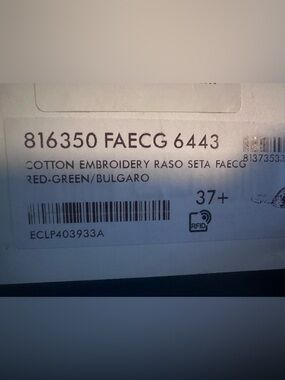 816350 FAECG 6443
COTTON EMBROIDERY RASO SETA FAECG
RED-GREEN/BULGARO
37+
RFID
ECLP403933A